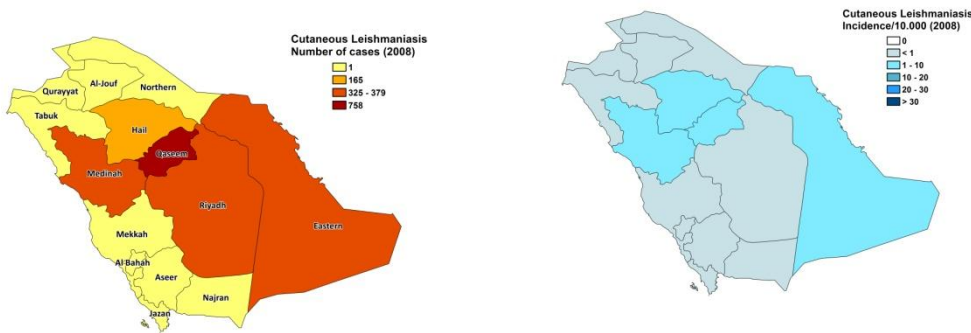 Cutaneous Leishmaniasis
Number of cases (2008)
1
165
325 - 379
758
Qurayyat
Al-Jouf
Northern
Tabuk
Hail
Qaseem
Medinah
Riyadh
Eastern
Mekkah
Al Bahah
Aseer
Najran
Jazan
Cutaneous Leishmaniasis
Incidence/10.000 (2008)
0
< 1
1 - 10
10 - 20
20 - 30
> 30